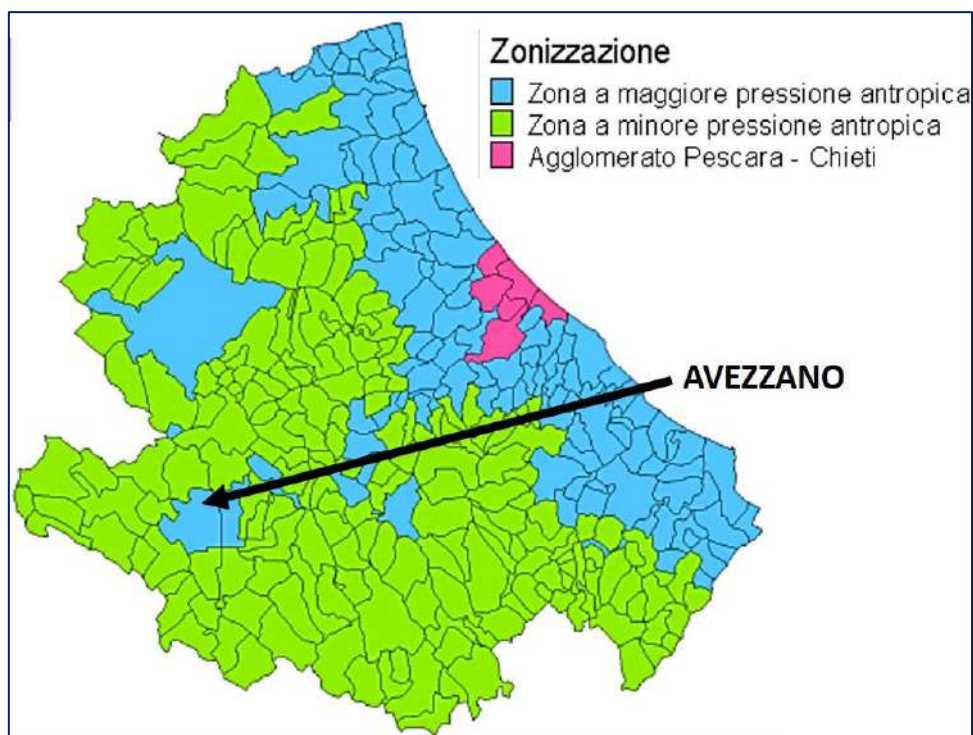 Zonizzazione
Zona a maggiore pressione antropica
Zona a minore pressione antropica
Agglomerato Pescara - Chieti
AVEZZANO